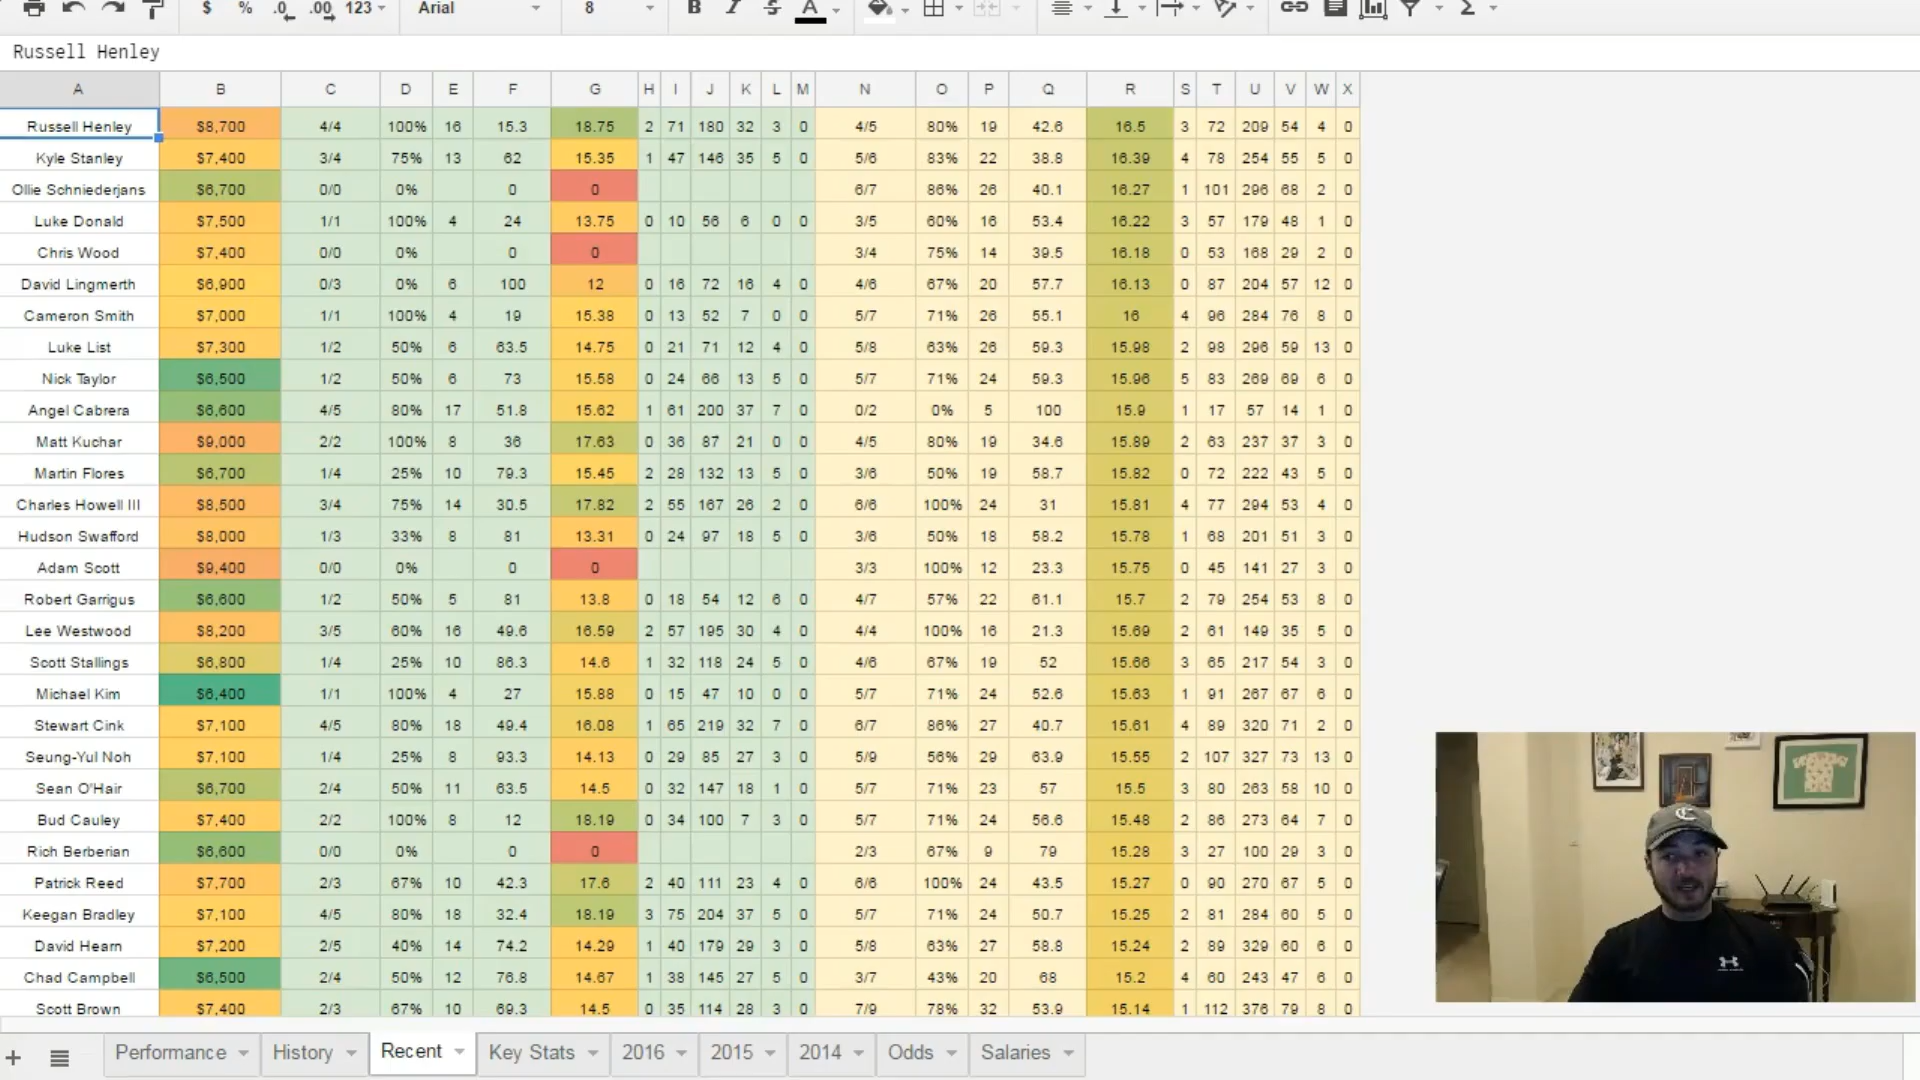 $ % .0 .00 123 Arial 8 B I S A Σ
Russell Henley
A B C D E F G H I J K L M N O P Q R S T U V W X
Russell Henley $8,700 4/4 100% 16 15.3 18.75 2 71 180 32 3 0 4/5 80% 19 42.6 16.5 3 72 209 54 4 0
Kyle Stanley $7,400 3/4 75% 13 62 15.35 1 47 146 35 5 0 5/6 83% 22 38.8 16.39 4 78 254 55 5 0
Ollie Schniederjans $6,700 0/0 0% 0 0 6/7 86% 26 40.1 16.27 1 101 296 68 2 0
Luke Donald $7,500 1/1 100% 4 24 13.75 0 10 56 6 0 0 3/5 60% 16 53.4 16.22 3 57 179 48 1 0
Chris Wood $7,400 0/0 0% 0 0 3/4 75% 14 39.5 16.18 0 53 168 29 2 0
David Lingmerth $6,900 0/3 0% 6 100 12 0 16 72 16 4 0 4/6 67% 20 57.7 16.13 0 87 204 57 12 0
Cameron Smith $7,000 1/1 100% 4 19 15.38 0 13 52 7 0 0 5/7 71% 26 55.1 16 4 96 284 76 8 0
Luke List $7,300 1/2 50% 6 63.5 14.75 0 21 71 12 4 0 5/8 63% 26 59.3 15.98 2 98 296 59 13 0
Nick Taylor $6,500 1/2 50% 6 73 15.58 0 24 66 13 5 0 5/7 71% 24 59.3 15.96 5 83 269 69 6 0
Angel Cabrera $6,600 4/5 80% 17 51.8 15.62 1 61 200 37 7 0 0/2 0% 5 100 15.9 1 17 57 14 1 0
Matt Kuchar $9,000 2/2 100% 8 36 17.63 0 36 87 21 0 0 4/5 80% 19 34.6 15.89 2 63 237 37 3 0
Martin Flores $6,700 1/4 25% 10 79.3 15.45 2 28 132 13 5 0 3/6 50% 19 58.7 15.82 0 72 222 43 5 0
Charles Howell III $8,500 3/4 75% 14 30.5 17.82 2 55 167 26 2 0 6/6 100% 24 31 15.81 4 77 294 53 4 0
Hudson Swafford $8,000 1/3 33% 8 81 13.31 0 24 97 18 5 0 3/6 50% 18 58.2 15.78 1 68 201 51 3 0
Adam Scott $9,400 0/0 0% 0 0 3/3 100% 12 23.3 15.75 0 45 141 27 3 0
Robert Garrigus $6,600 1/2 50% 5 81 13.8 0 18 54 12 6 0 4/7 57% 22 61.1 15.7 2 79 254 53 8 0
Lee Westwood $8,200 3/5 60% 16 49.6 16.59 2 57 195 30 4 0 4/4 100% 16 21.3 15.69 2 61 149 35 5 0
Scott Stallings $6,800 1/4 25% 10 86.3 14.6 1 32 118 24 5 0 4/6 67% 19 52 15.66 3 65 217 54 3 0
Michael Kim $6,400 1/1 100% 4 27 15.88 0 15 47 10 0 0 5/7 71% 24 52.6 15.63 1 91 267 67 6 0
Stewart Cink $7,100 4/5 80% 18 49.4 16.08 1 65 219 32 7 0 6/7 86% 27 40.7 15.61 4 89 320 71 2 0
Seung-Yul Noh $7,100 1/4 25% 8 93.3 14.13 0 29 85 27 3 0 5/9 56% 29 63.9 15.55 2 107 327 73 13 0
Sean O'Hair $6,700 2/4 50% 11 63.5 14.5 0 32 147 18 1 0 5/7 71% 23 57 15.5 3 80 263 58 10 0
Bud Cauley $7,400 2/2 100% 8 12 18.19 0 34 100 7 3 0 5/7 71% 24 56.6 15.48 2 86 273 64 7 0
Rich Berberian $6,600 0/0 0% 0 0 2/3 67% 9 79 15.28 3 27 100 29 3 0
Patrick Reed $7,700 2/3 67% 10 42.3 17.6 2 40 111 23 4 0 6/6 100% 24 43.5 15.27 0 90 270 67 5 0
Keegan Bradley $7,100 4/5 80% 18 32.4 18.19 3 75 204 37 5 0 5/7 71% 24 50.7 15.25 2 81 284 60 5 0
David Hearn $7,200 2/5 40% 14 74.2 14.29 1 40 179 29 3 0 5/8 63% 27 58.8 15.24 2 89 329 60 6 0
Chad Campbell $6,500 2/4 50% 12 76.8 14.67 1 38 145 27 5 0 3/7 43% 20 68 15.2 4 60 243 47 6 0
Scott Brown $7,400 2/3 67% 10 69.3 14.5 0 35 114 28 3 0 7/9 78% 32 53.9 15.14 1 112 376 79 8 0
Performance History Recent Key Stats 2016 2015 2014 Odds Salaries